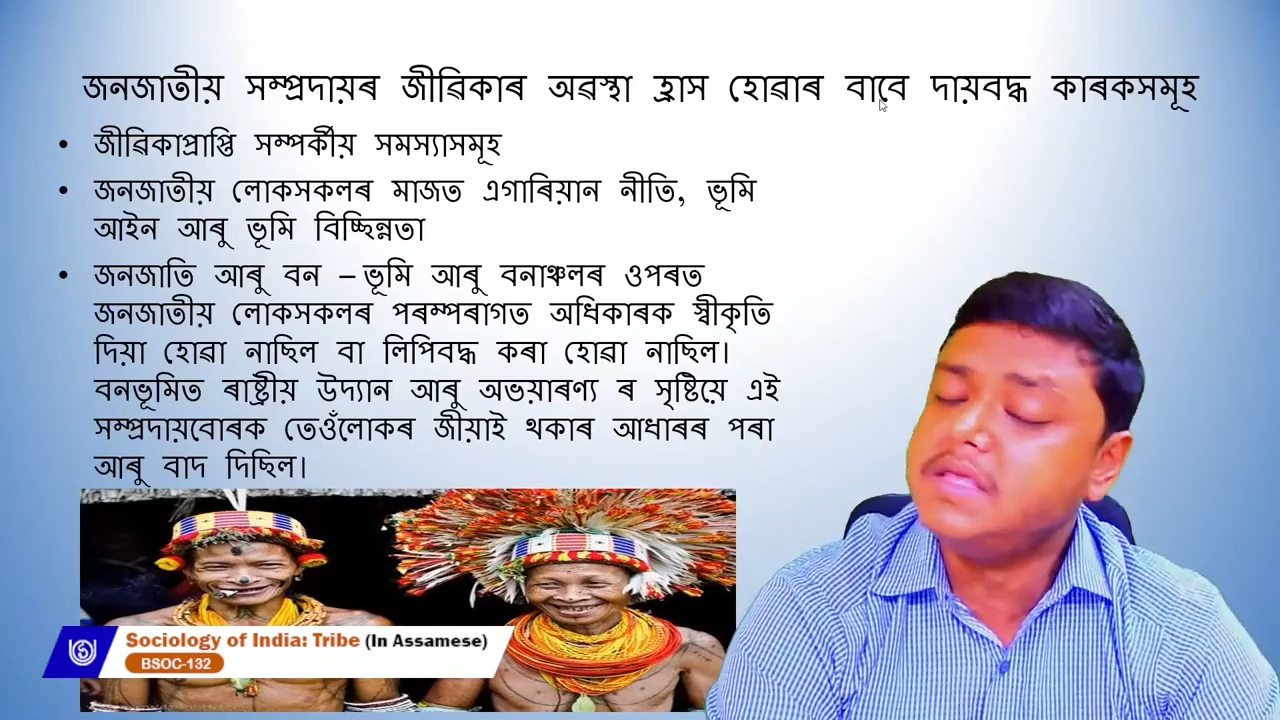 জনজাতীয় সম্প্ৰদায়ৰ জীৱিকাৰ অৱস্থা হ্ৰাস হোৱাৰ বাবে দায়বদ্ধ কাৰকসমূহ
• জীৱিকাপ্ৰাপ্তি সম্পৰ্কীয় সমস্যাসমূহ
• জনজাতীয় লোকসকলৰ মাজত এগাৰিয়ান নীতি, ভূমি
আইন আৰু ভূমি বিচ্ছিন্নতা
• জনজাতি আৰু বন – ভূমি আৰু বনাঞ্চলৰ ওপৰত
জনজাতীয় লোকসকলৰ পৰম্পৰাগত অধিকাৰক স্বীকৃতি
দিয়া হোৱা নাছিল বা লিপিবদ্ধ কৰা হোৱা নাছিল।
বনভূমিত ৰাষ্ট্ৰীয় উদ্যান আৰু অভয়াৰণ্য ৰ সৃষ্টিয়ে এই
সম্প্ৰদায়বোৰক তেওঁলোকৰ জীয়াই থকাৰ আধাৰৰ পৰা
আৰু বাদ দিছিল।
Sociology of India: Tribe (In Assamese)
BSOC-132